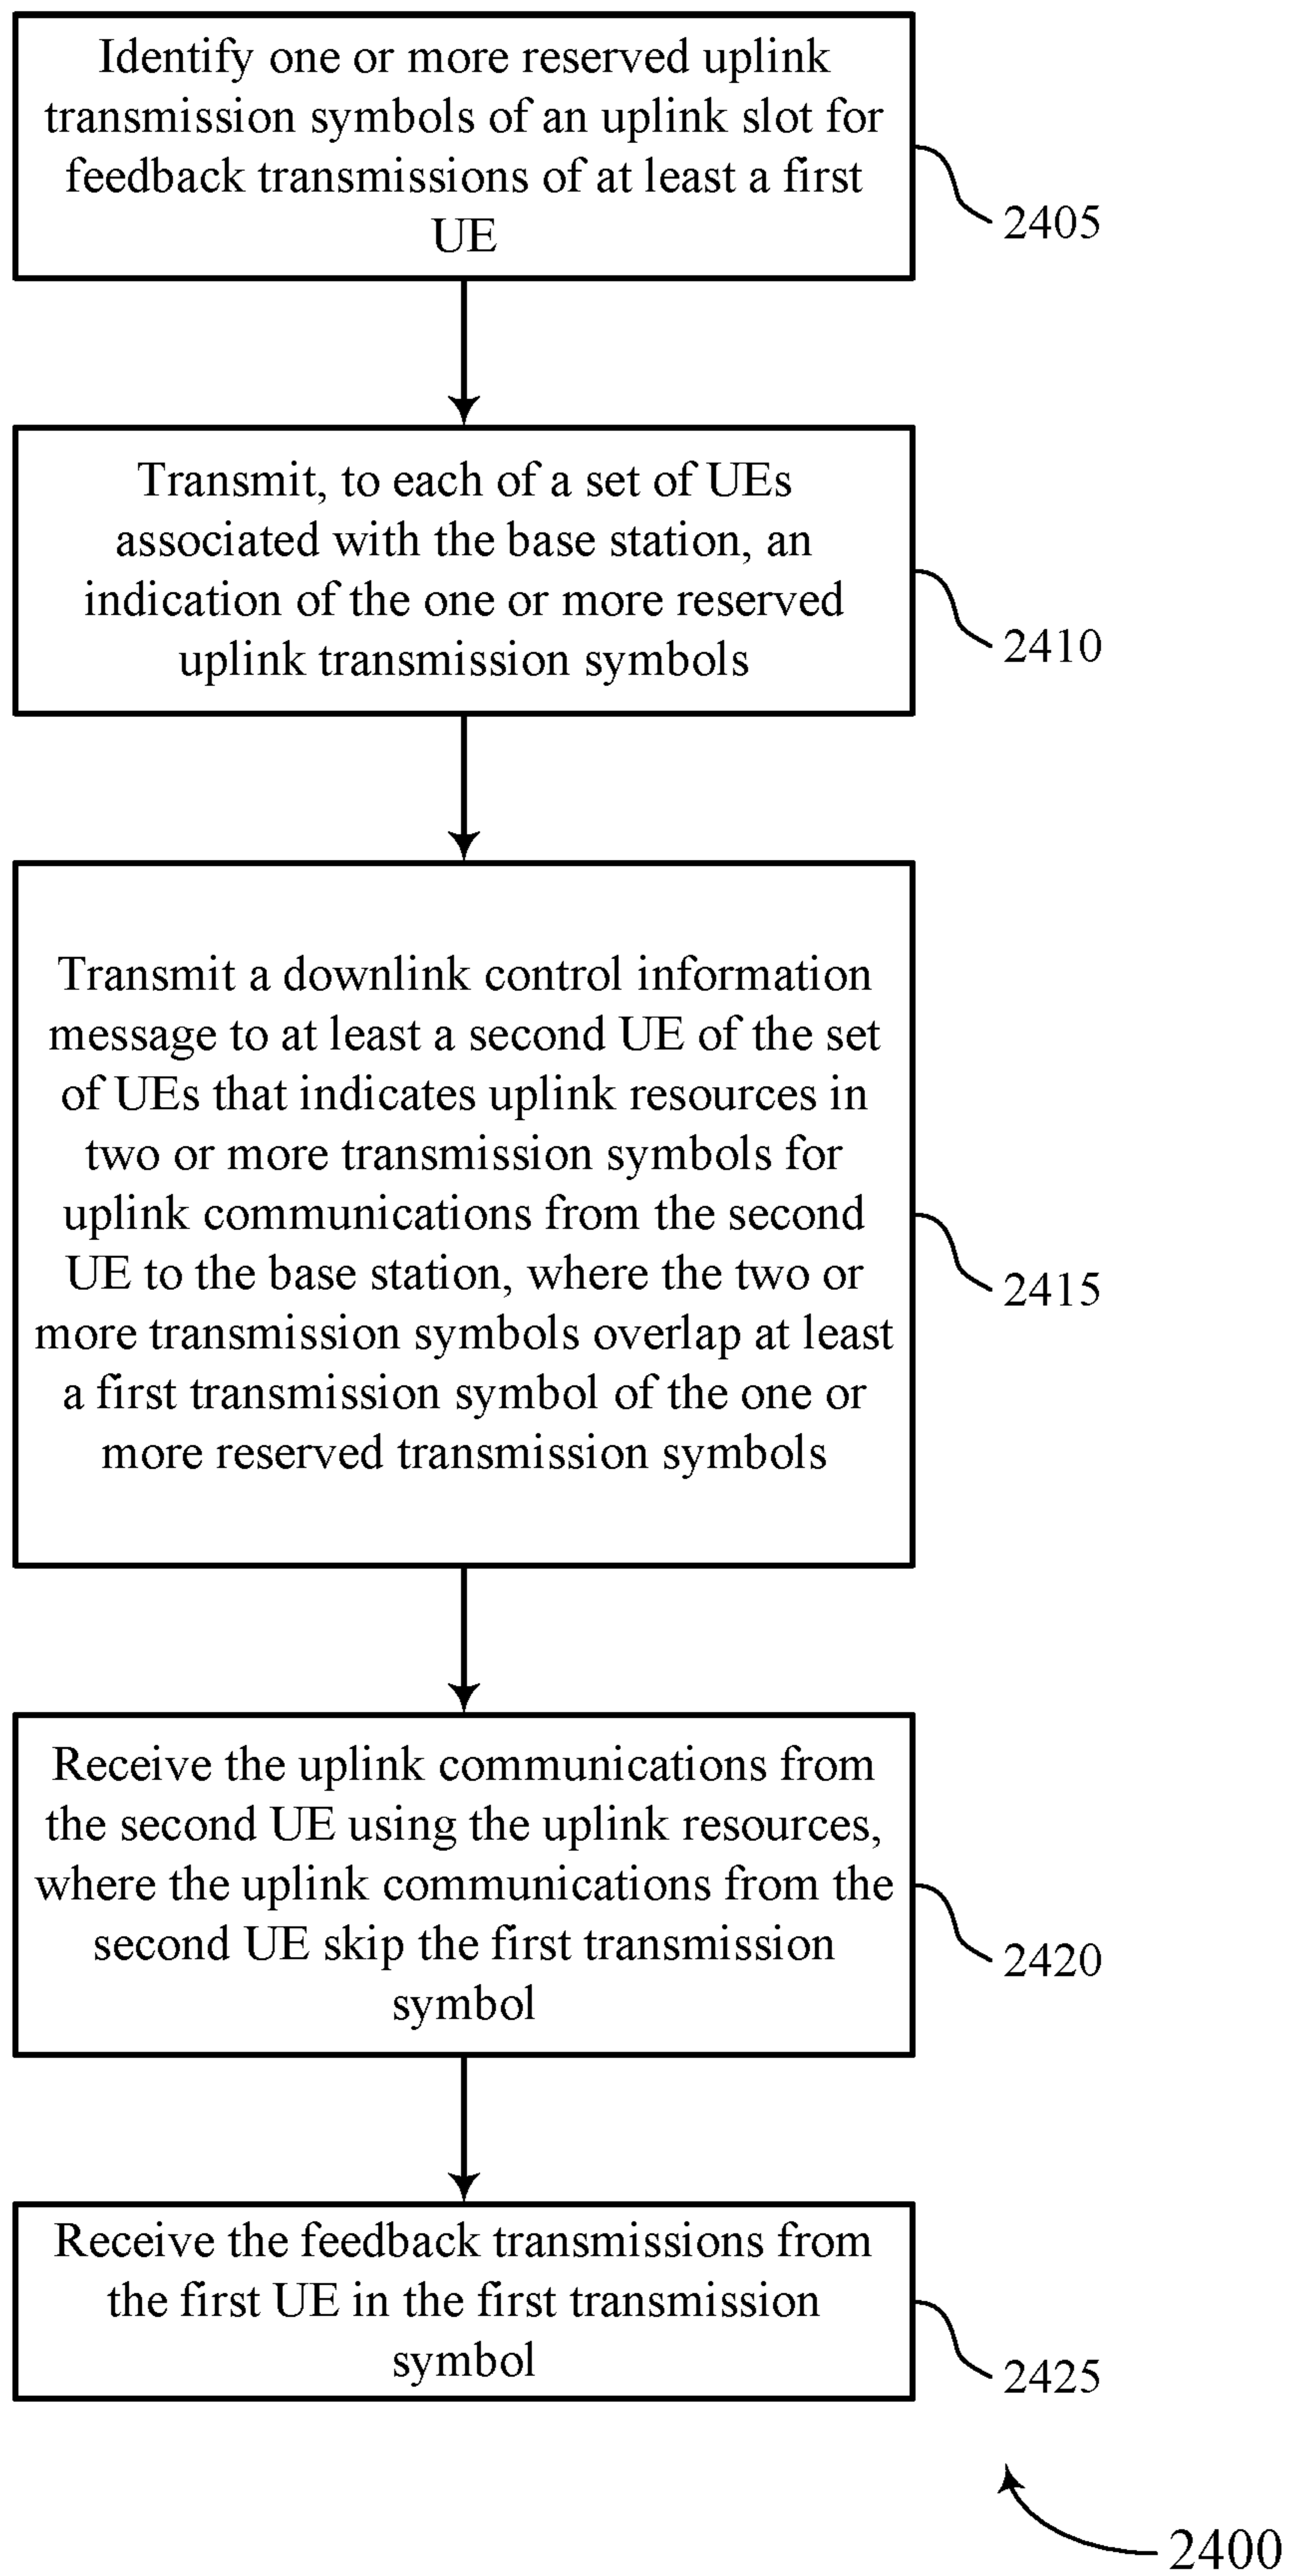 Identify one or more reserved uplink
transmission symbols of an uplink slot for
feedback transmissions of at least a first
UE
2405
Transmit, to each of a set of UEs
associated with the base station, an
indication of the one or more reserved
uplink transmission symbols
2410
Transmit a downlink control information
message to at least a second UE of the set
of UEs that indicates uplink resources in
two or more transmission symbols for
uplink communications from the second
UE to the base station, where the two or
more transmission symbols overlap at least
a first transmission symbol of the one or
more reserved transmission symbols
2415
Receive the uplink communications from
the second UE using the uplink resources,
where the uplink communications from the
second UE skip the first transmission
symbol
2420
Receive the feedback transmissions from
the first UE in the first transmission
symbol
2425
2400